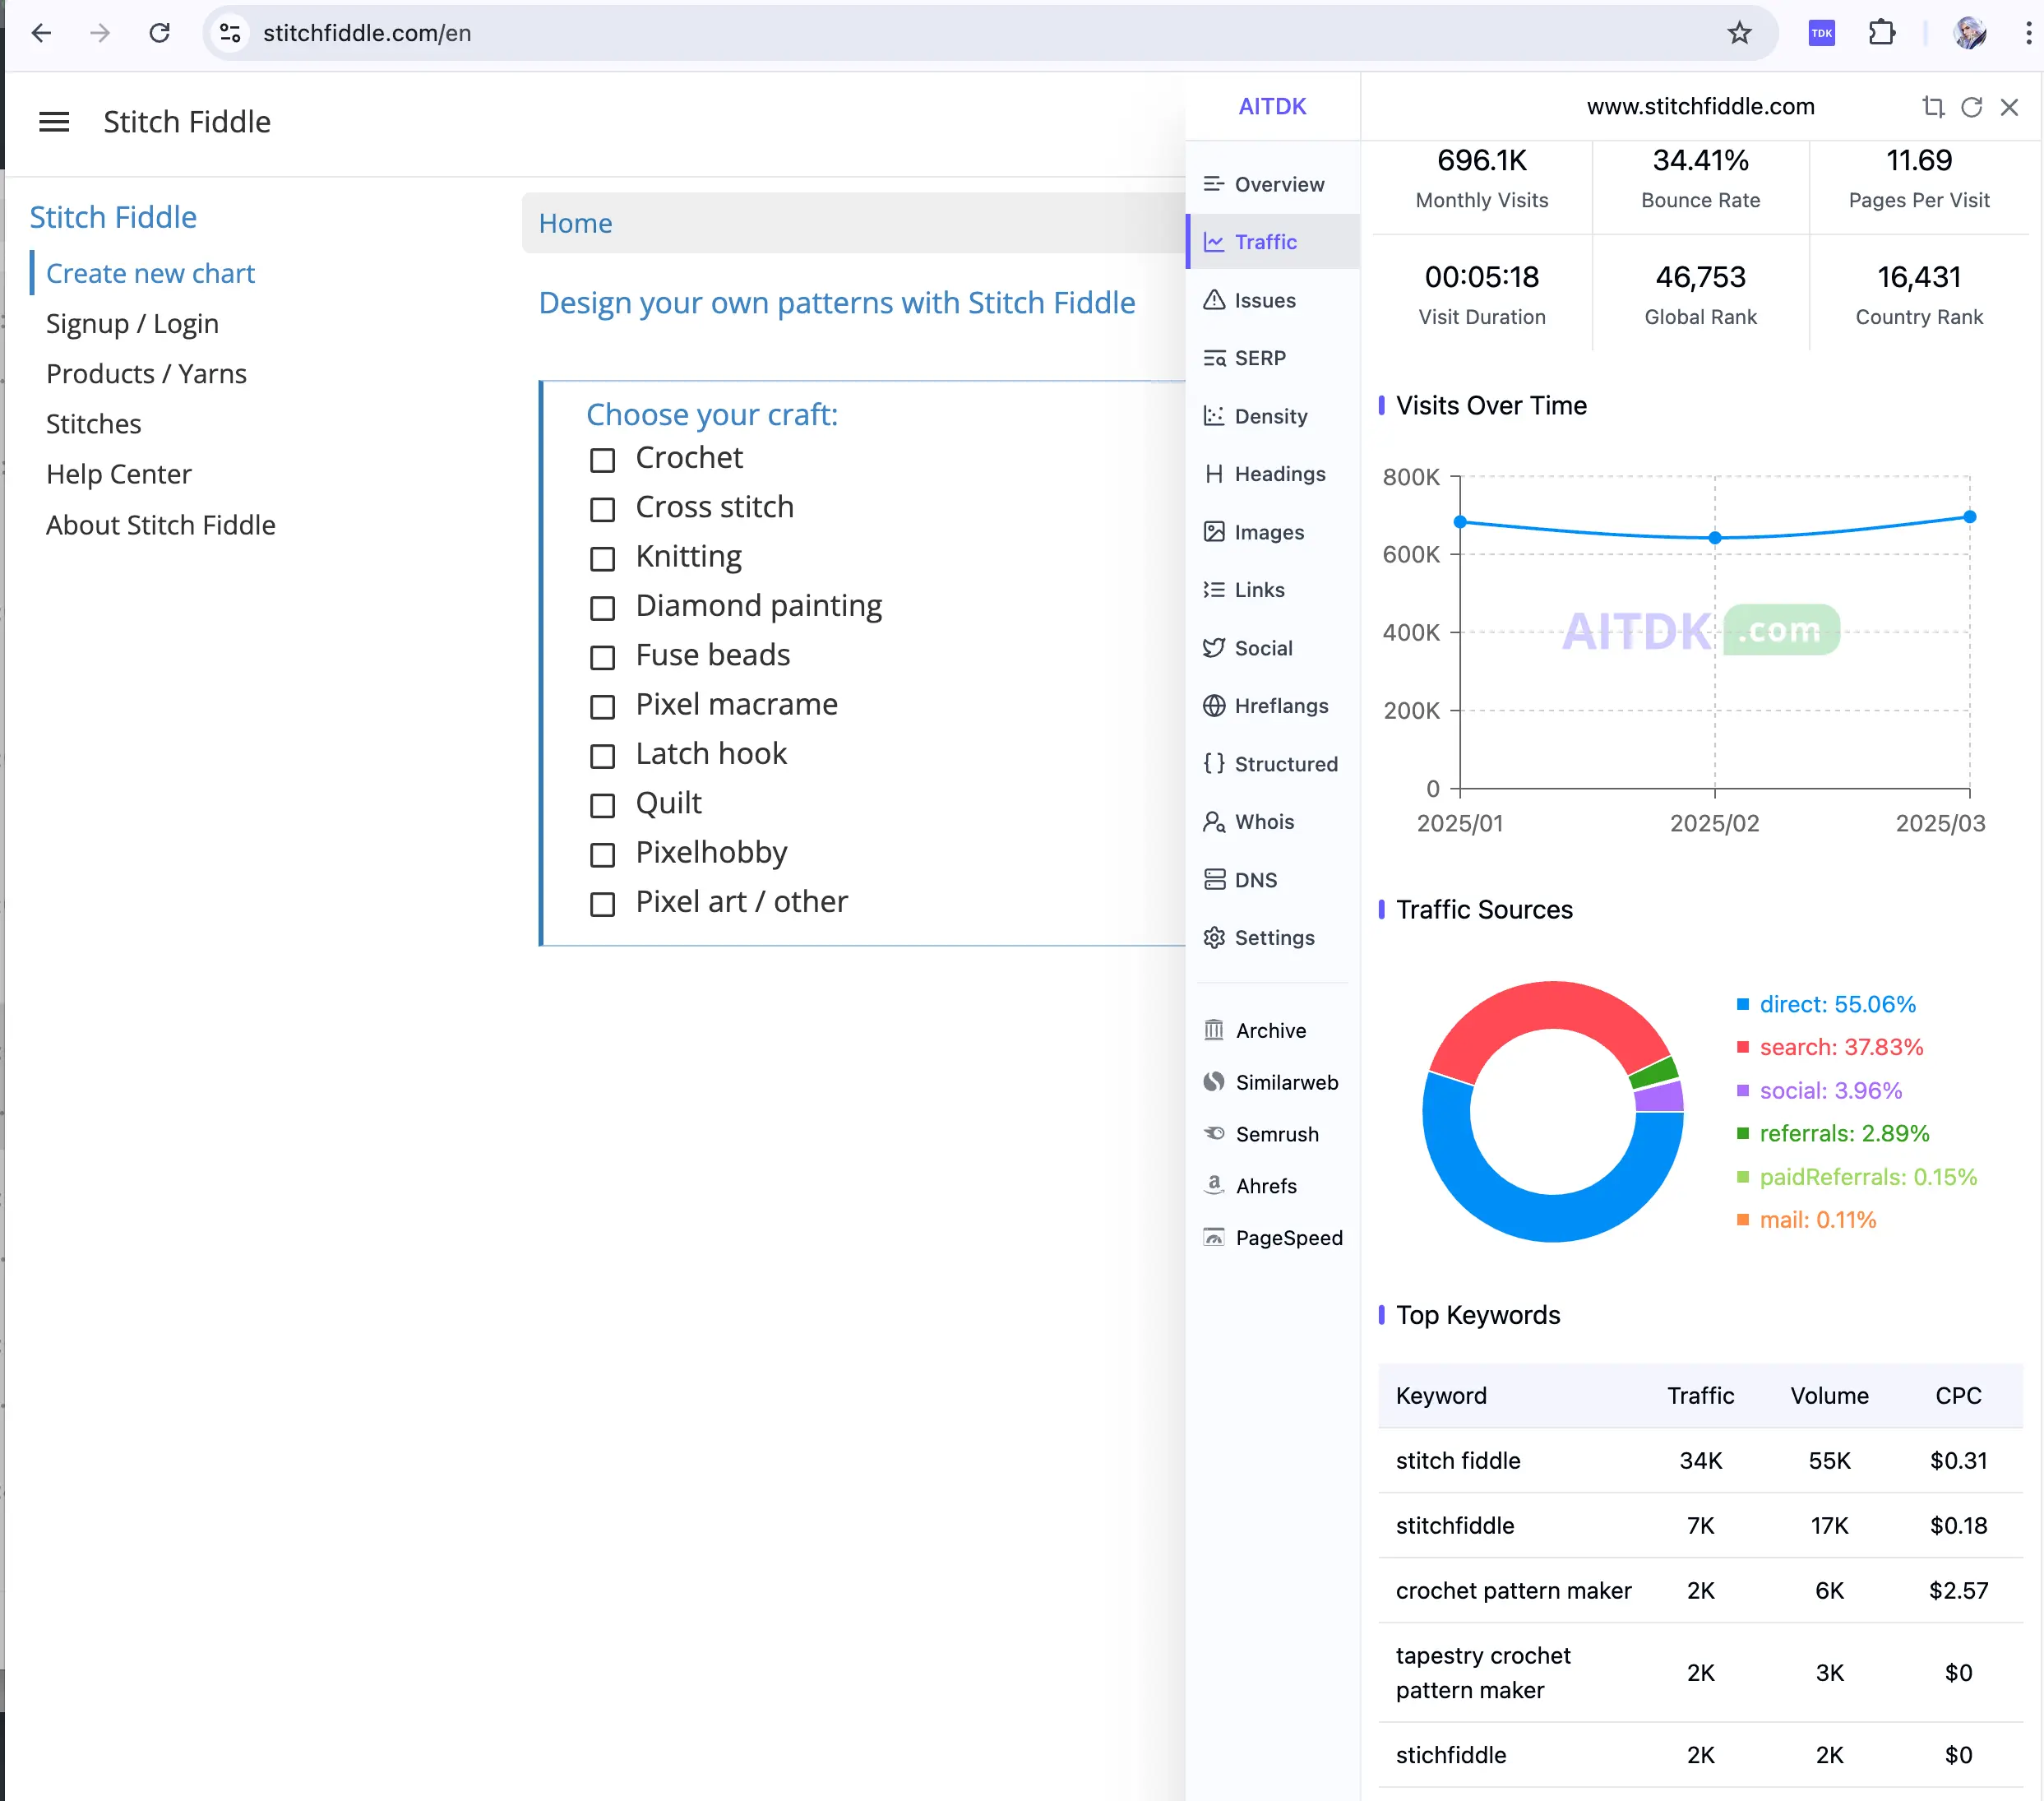 stitchfiddle.com/en
TDK
Stitch Fiddle
Stitch Fiddle
Create new chart
Signup / Login
Products / Yarns
Stitches
Help Center
About Stitch Fiddle
Home
Design your own patterns with Stitch Fiddle
Choose your craft:
Crochet
Cross stitch
Knitting
Diamond painting
Fuse beads
Pixel macrame
Latch hook
Quilt
Pixelhobby
Pixel art / other
AITDK
Overview
Traffic
Issues
SERP
Density
Headings
Images
Links
Social
Hreflangs
Structured
Whois
DNS
Settings
Archive
Similarweb
Semrush
Ahrefs
PageSpeed
www.stitchfiddle.com
696.1K 34.41% 11.69
Monthly Visits Bounce Rate Pages Per Visit
00:05:18 46,753 16,431
Visit Duration Global Rank Country Rank
Visits Over Time
800K
600K
400K
200K
0
2025/01 2025/02 2025/03
AITDK .com
Traffic Sources
direct: 55.06%
search: 37.83%
social: 3.96%
referrals: 2.89%
paidReferrals: 0.15%
mail: 0.11%
Top Keywords
Keyword Traffic Volume CPC
stitch fiddle 34K 55K $0.31
stitchfiddle 7K 17K $0.18
crochet pattern maker 2K 6K $2.57
tapestry crochet
pattern maker 2K 3K $0
stichfiddle 2K 2K $0